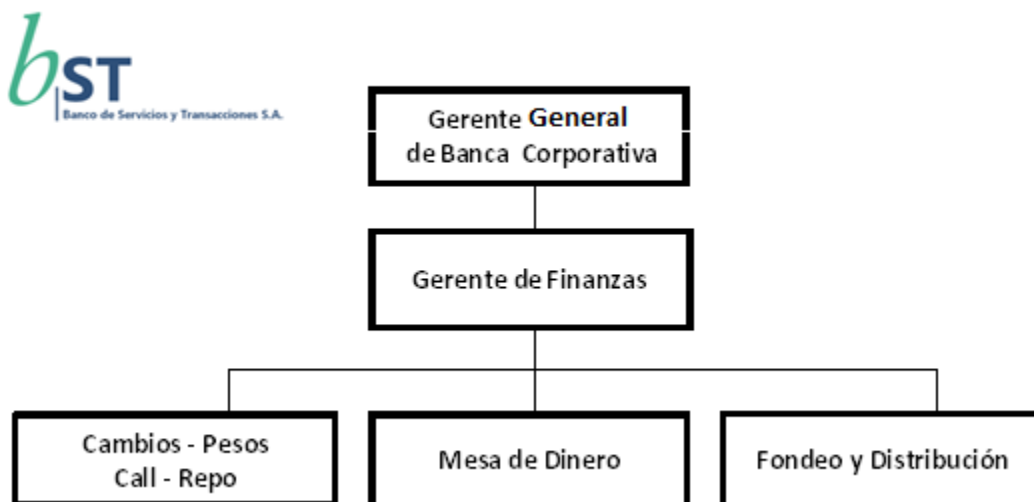 bST
Banco de Servicios y Transacciones S.A.
Gerente General
de Banca Corporativa
Gerente de Finanzas
Cambios - Pesos
Call - Repo
Mesa de Dinero
Fondeo y Distribución